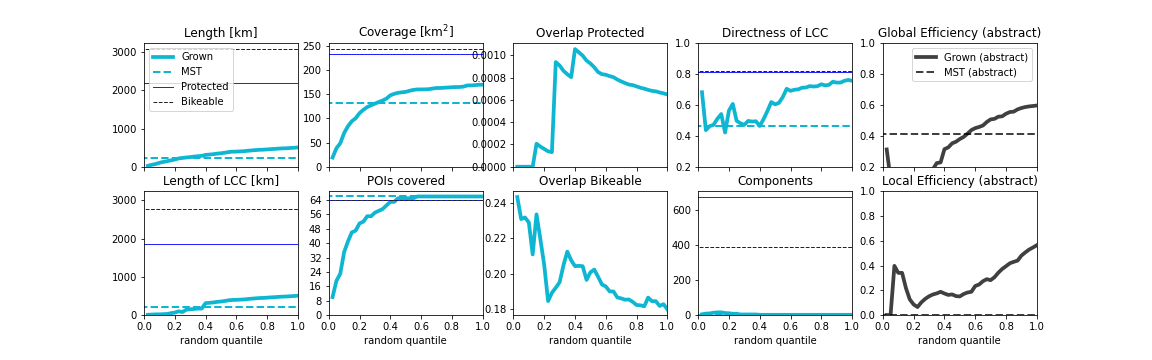 Length [km]
Coverage [km²]
Overlap Protected
Directness of LCC
Global Efficiency (abstract)
3000
2000
1000
0
Grown
MST
Protected
Bikeable
250
200
150
100
50
0
0.0010
0.0008
0.0006
0.0004
0.0002
0.0000
1.0
0.8
0.6
0.4
0.2
1.0
0.8
0.6
0.4
0.2
Grown (abstract)
MST (abstract)
Length of LCC [km]
POIs covered
Overlap Bikeable
Components
Local Efficiency (abstract)
3000
2000
1000
0
64
56
48
40
32
24
16
8
0
0.24
0.22
0.20
0.18
600
400
200
0
1.0
0.8
0.6
0.4
0.2
0.0
0.0 0.2 0.4 0.6 0.8 1.0
0.0 0.2 0.4 0.6 0.8 1.0
0.0 0.2 0.4 0.6 0.8 1.0
0.0 0.2 0.4 0.6 0.8 1.0
0.0 0.2 0.4 0.6 0.8 1.0
random quantile
random quantile
random quantile
random quantile
random quantile